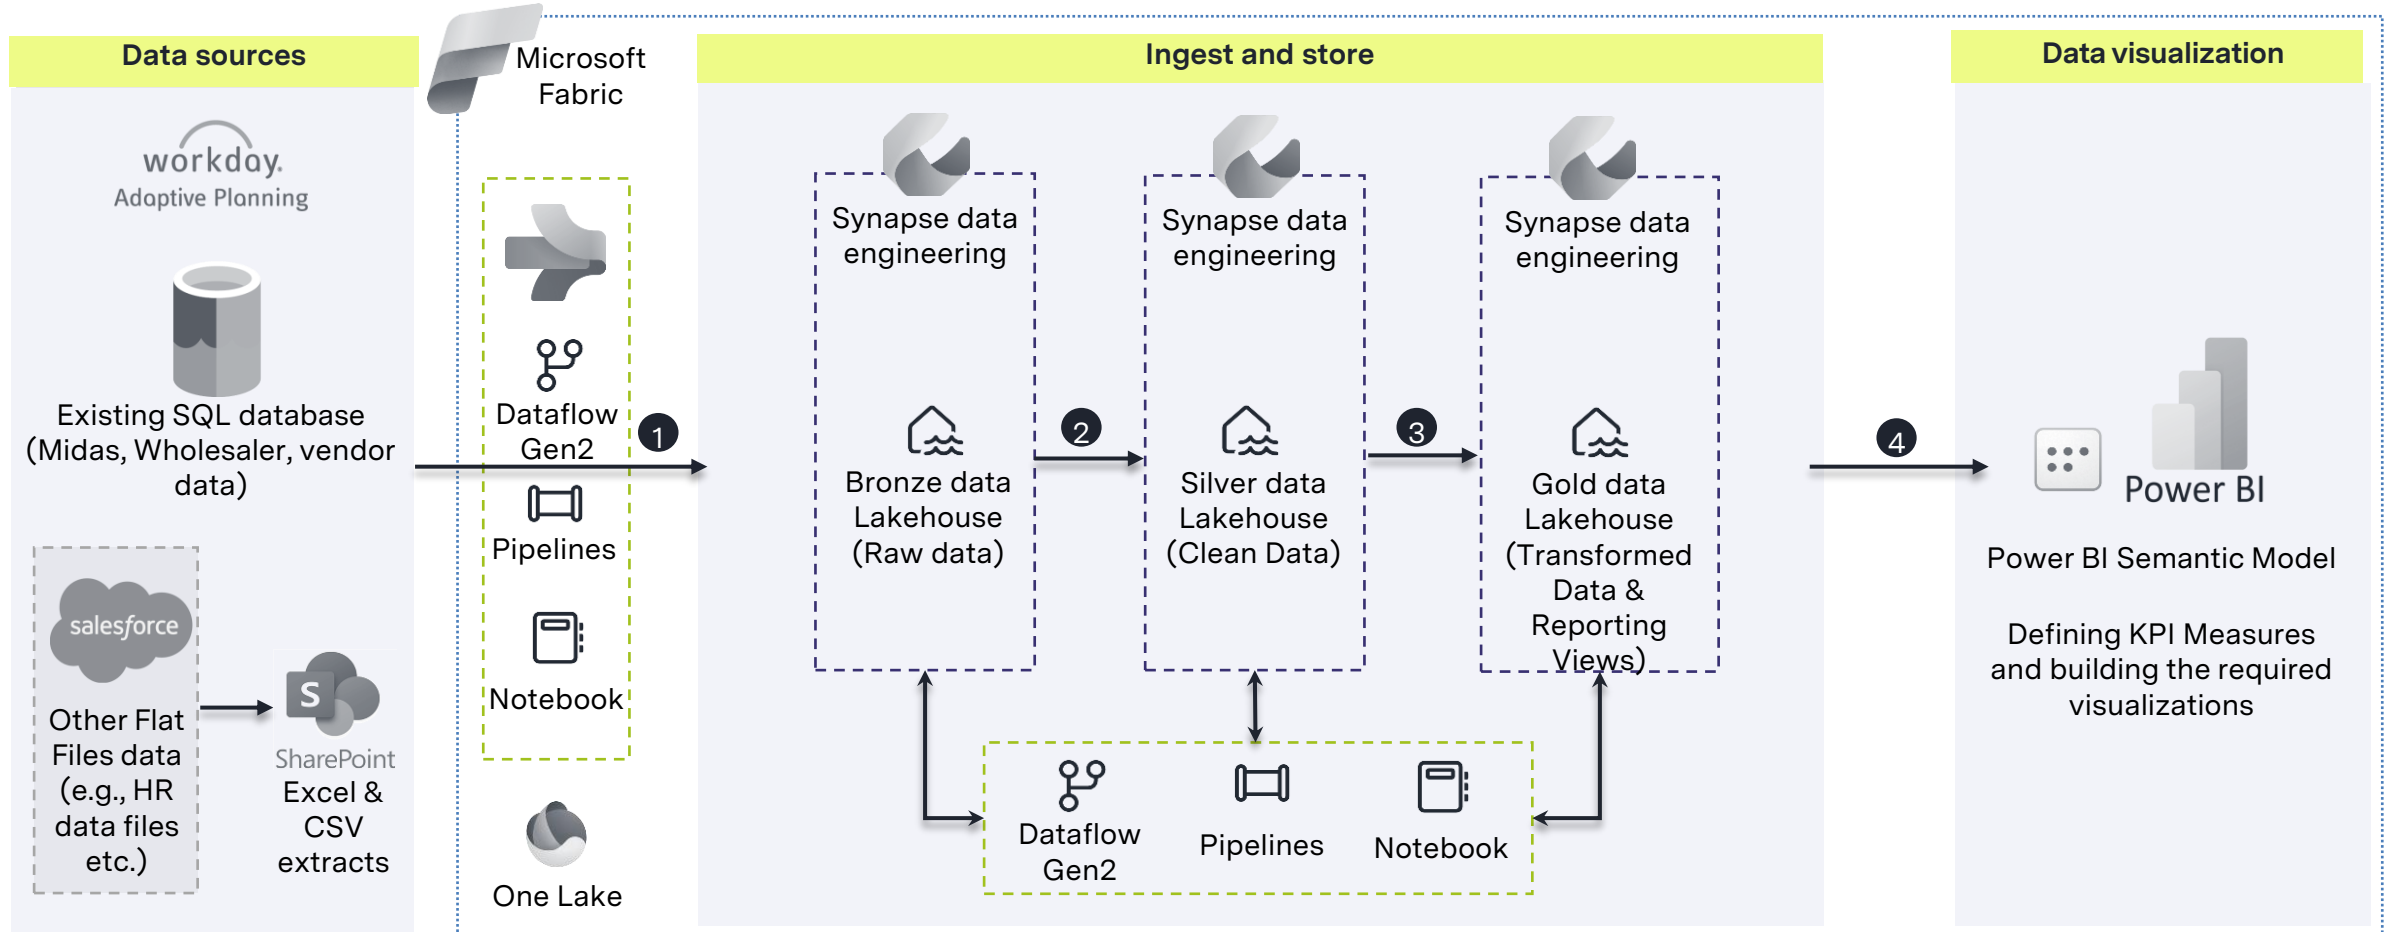 Data sources
workday.
Adaptive Planning
Existing SQL database
(Midas, Wholesaler, vendor
data)
salesforce
Other Flat
Files data
(e.g., HR
data files
etc.)
S
SharePoint
Excel &
CSV
extracts
Microsoft
Fabric
Dataflow
Gen2
Pipelines
Notebook
One Lake
1
Ingest and store
Synapse data
engineering
Bronze data
Lakehouse
(Raw data)
2
Synapse data
engineering
Silver data
Lakehouse
(Clean Data)
3
Synapse data
engineering
Gold data
Lakehouse
(Transformed
Data &
Reporting
Views)
Dataflow
Gen2
Pipelines
Notebook
4
Data visualization
Power BI
Power BI Semantic Model
Defining KPI Measures
and building the required
visualizations